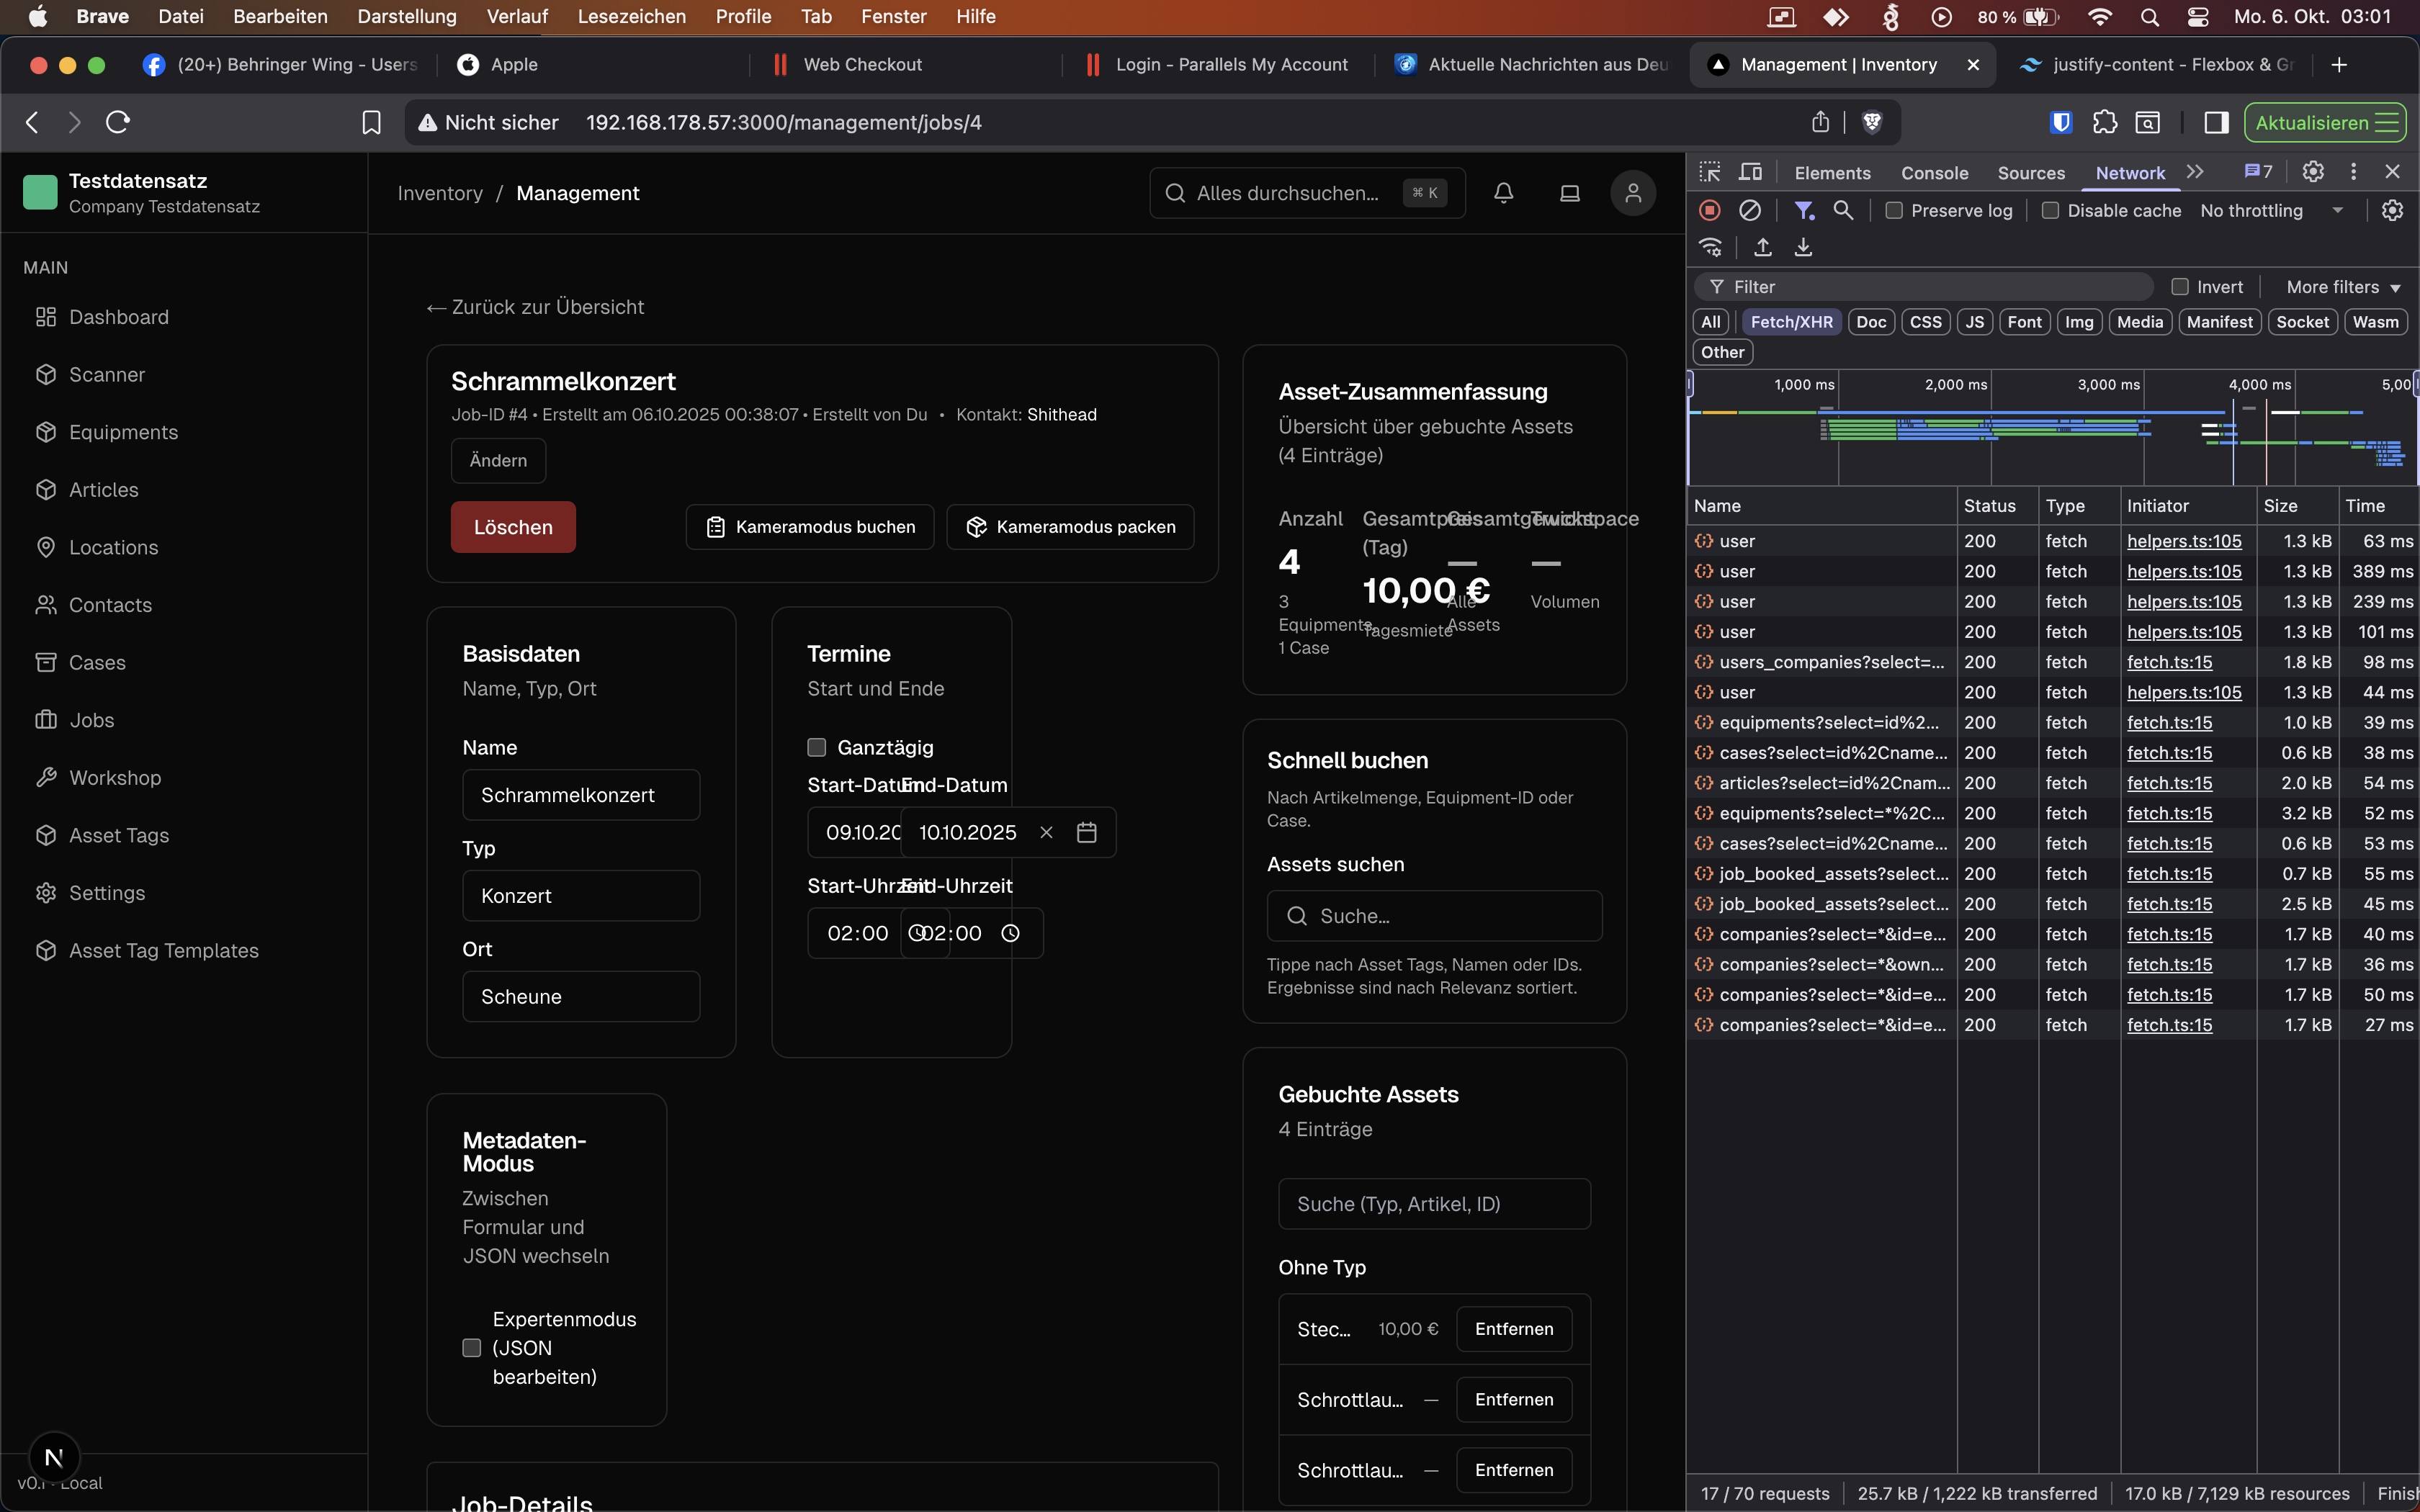 Brave Datei Bearbeiten Darstellung Verlauf Lesezeichen Profile Tab Fenster Hilfe 80 % Mo. 6. Okt. 03:01
(20+) Behringer Wing - Users Apple Web Checkout Login - Parallels My Account Aktuelle Nachrichten aus Deu Management | Inventory justify-content - Flexbox & Gr
Nicht sicher 192.168.178.57:3000/management/jobs/4 Aktualisieren
Testdatensatz
Company Testdatensatz
MAIN
Dashboard
Scanner
Equipments
Articles
Locations
Contacts
Cases
Jobs
Workshop
Asset Tags
Settings
Asset Tag Templates
N
Local
Inventory / Management
Alles durchsuchen... ⌘ K
← Zurück zur Übersicht
Schrammelkonzert
Job-ID #4 • Erstellt am 06.10.2025 00:38:07 • Erstellt von Du • Kontakt: Shithead
Ändern
Löschen Kameramodus buchen Kameramodus packen
Basisdaten
Name, Typ, Ort
Name
Schrammelkonzert
Typ
Konzert
Ort
Scheune
Termine
Start und Ende
Ganztägig
Start-Datum End-Datum
09.10.20 10.10.2025
Start-Uhrzeit End-Uhrzeit
02:00 02:00
Metadaten-
Modus
Zwischen
Formular und
JSON wechseln
Expertenmodus
(JSON
bearbeiten)
Job-Details
Asset-Zusammenfassung
Übersicht über gebuchte Assets
(4 Einträge)
Anzahl
4
3
Equipments,
1 Case
Gesamtpreis
(Tag)
10,00 €
Tagesmiete
Gesamtgewicht
—
Alle
Assets
Truckspace
—
Volumen
Schnell buchen
Nach Artikelmenge, Equipment-ID oder
Case.
Assets suchen
Suche...
Tippe nach Asset Tags, Namen oder IDs.
Ergebnisse sind nach Relevanz sortiert.
Gebuchte Assets
4 Einträge
Suche (Typ, Artikel, ID)
Ohne Typ
Stec... 10,00 € Entfernen
Schrottlau... — Entfernen
Schrottlau... — Entfernen
Elements Console Sources Network 7
Preserve log Disable cache No throttling
Filter Invert More filters
All Fetch/XHR Doc CSS JS Font Img Media Manifest Socket Wasm
Other
1,000 ms 2,000 ms 3,000 ms 4,000 ms 5,00
Name Status Type Initiator Size Time
user 200 fetch helpers.ts:105 1.3 kB 63 ms
user 200 fetch helpers.ts:105 1.3 kB 389 ms
user 200 fetch helpers.ts:105 1.3 kB 239 ms
user 200 fetch helpers.ts:105 1.3 kB 101 ms
users_companies?select=... 200 fetch fetch.ts:15 1.8 kB 98 ms
user 200 fetch helpers.ts:105 1.3 kB 44 ms
equipments?select=id%2... 200 fetch fetch.ts:15 1.0 kB 39 ms
cases?select=id%2Cname... 200 fetch fetch.ts:15 0.6 kB 38 ms
articles?select=id%2Cnam... 200 fetch fetch.ts:15 2.0 kB 54 ms
equipments?select=*%2C... 200 fetch fetch.ts:15 3.2 kB 52 ms
cases?select=id%2Cname... 200 fetch fetch.ts:15 0.6 kB 53 ms
job_booked_assets?select... 200 fetch fetch.ts:15 0.7 kB 55 ms
job_booked_assets?select... 200 fetch fetch.ts:15 2.5 kB 45 ms
companies?select=*&id=e... 200 fetch fetch.ts:15 1.7 kB 40 ms
companies?select=*&own... 200 fetch fetch.ts:15 1.7 kB 36 ms
companies?select=*&id=e... 200 fetch fetch.ts:15 1.7 kB 50 ms
companies?select=*&id=e... 200 fetch fetch.ts:15 1.7 kB 27 ms
17 / 70 requests 25.7 kB / 1,222 kB transferred 17.0 kB / 7,129 kB resources Finish